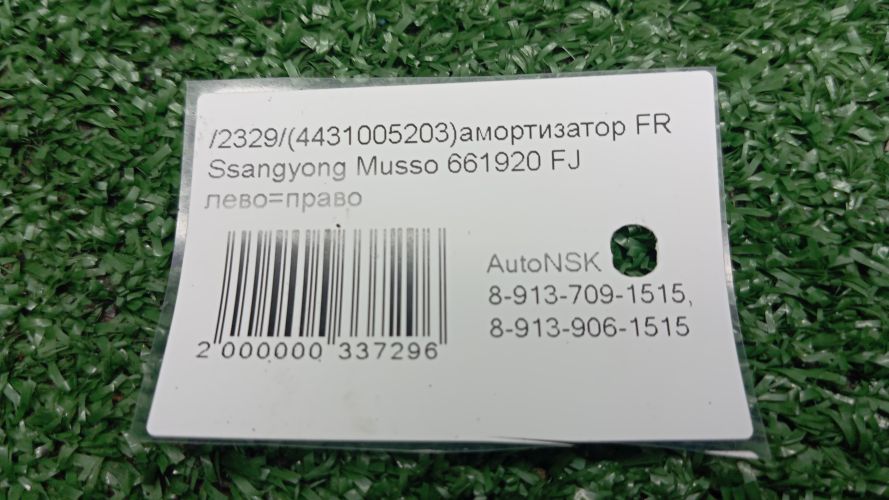 /2329/(4431005203)амортизатор FR
Ssangyong Musso 661920 FJ
лево=право
AutoNSK
8-913-709-1515,
8-913-906-1515
2 000000 337296